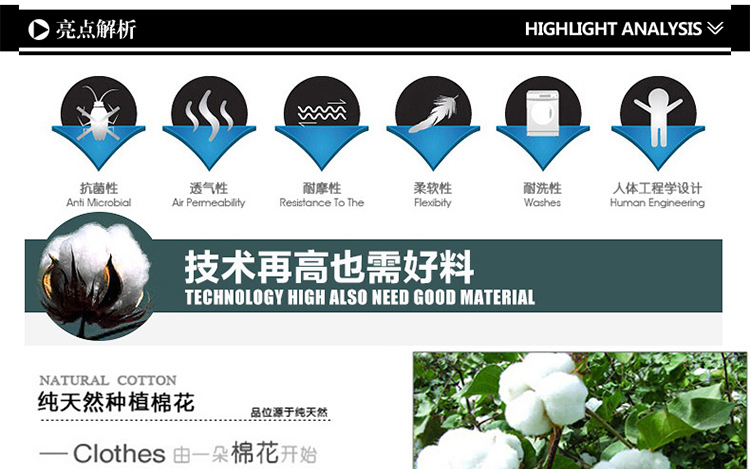 亮点解析
HIGHLIGHT ANALYSIS
抗菌性 透气性 耐摩性 柔软性 耐洗性 人体工程学设计
Anti Microbial Air Permeability Resistance To The Flexibity Washes Human Engineering
技术再高也需好料
TECHNOLOGY HIGH ALSO NEED GOOD MATERIAL
NATURAL COTTON
纯天然种植棉花 品位源于纯天然
— Clothes 由一朵棉花开始